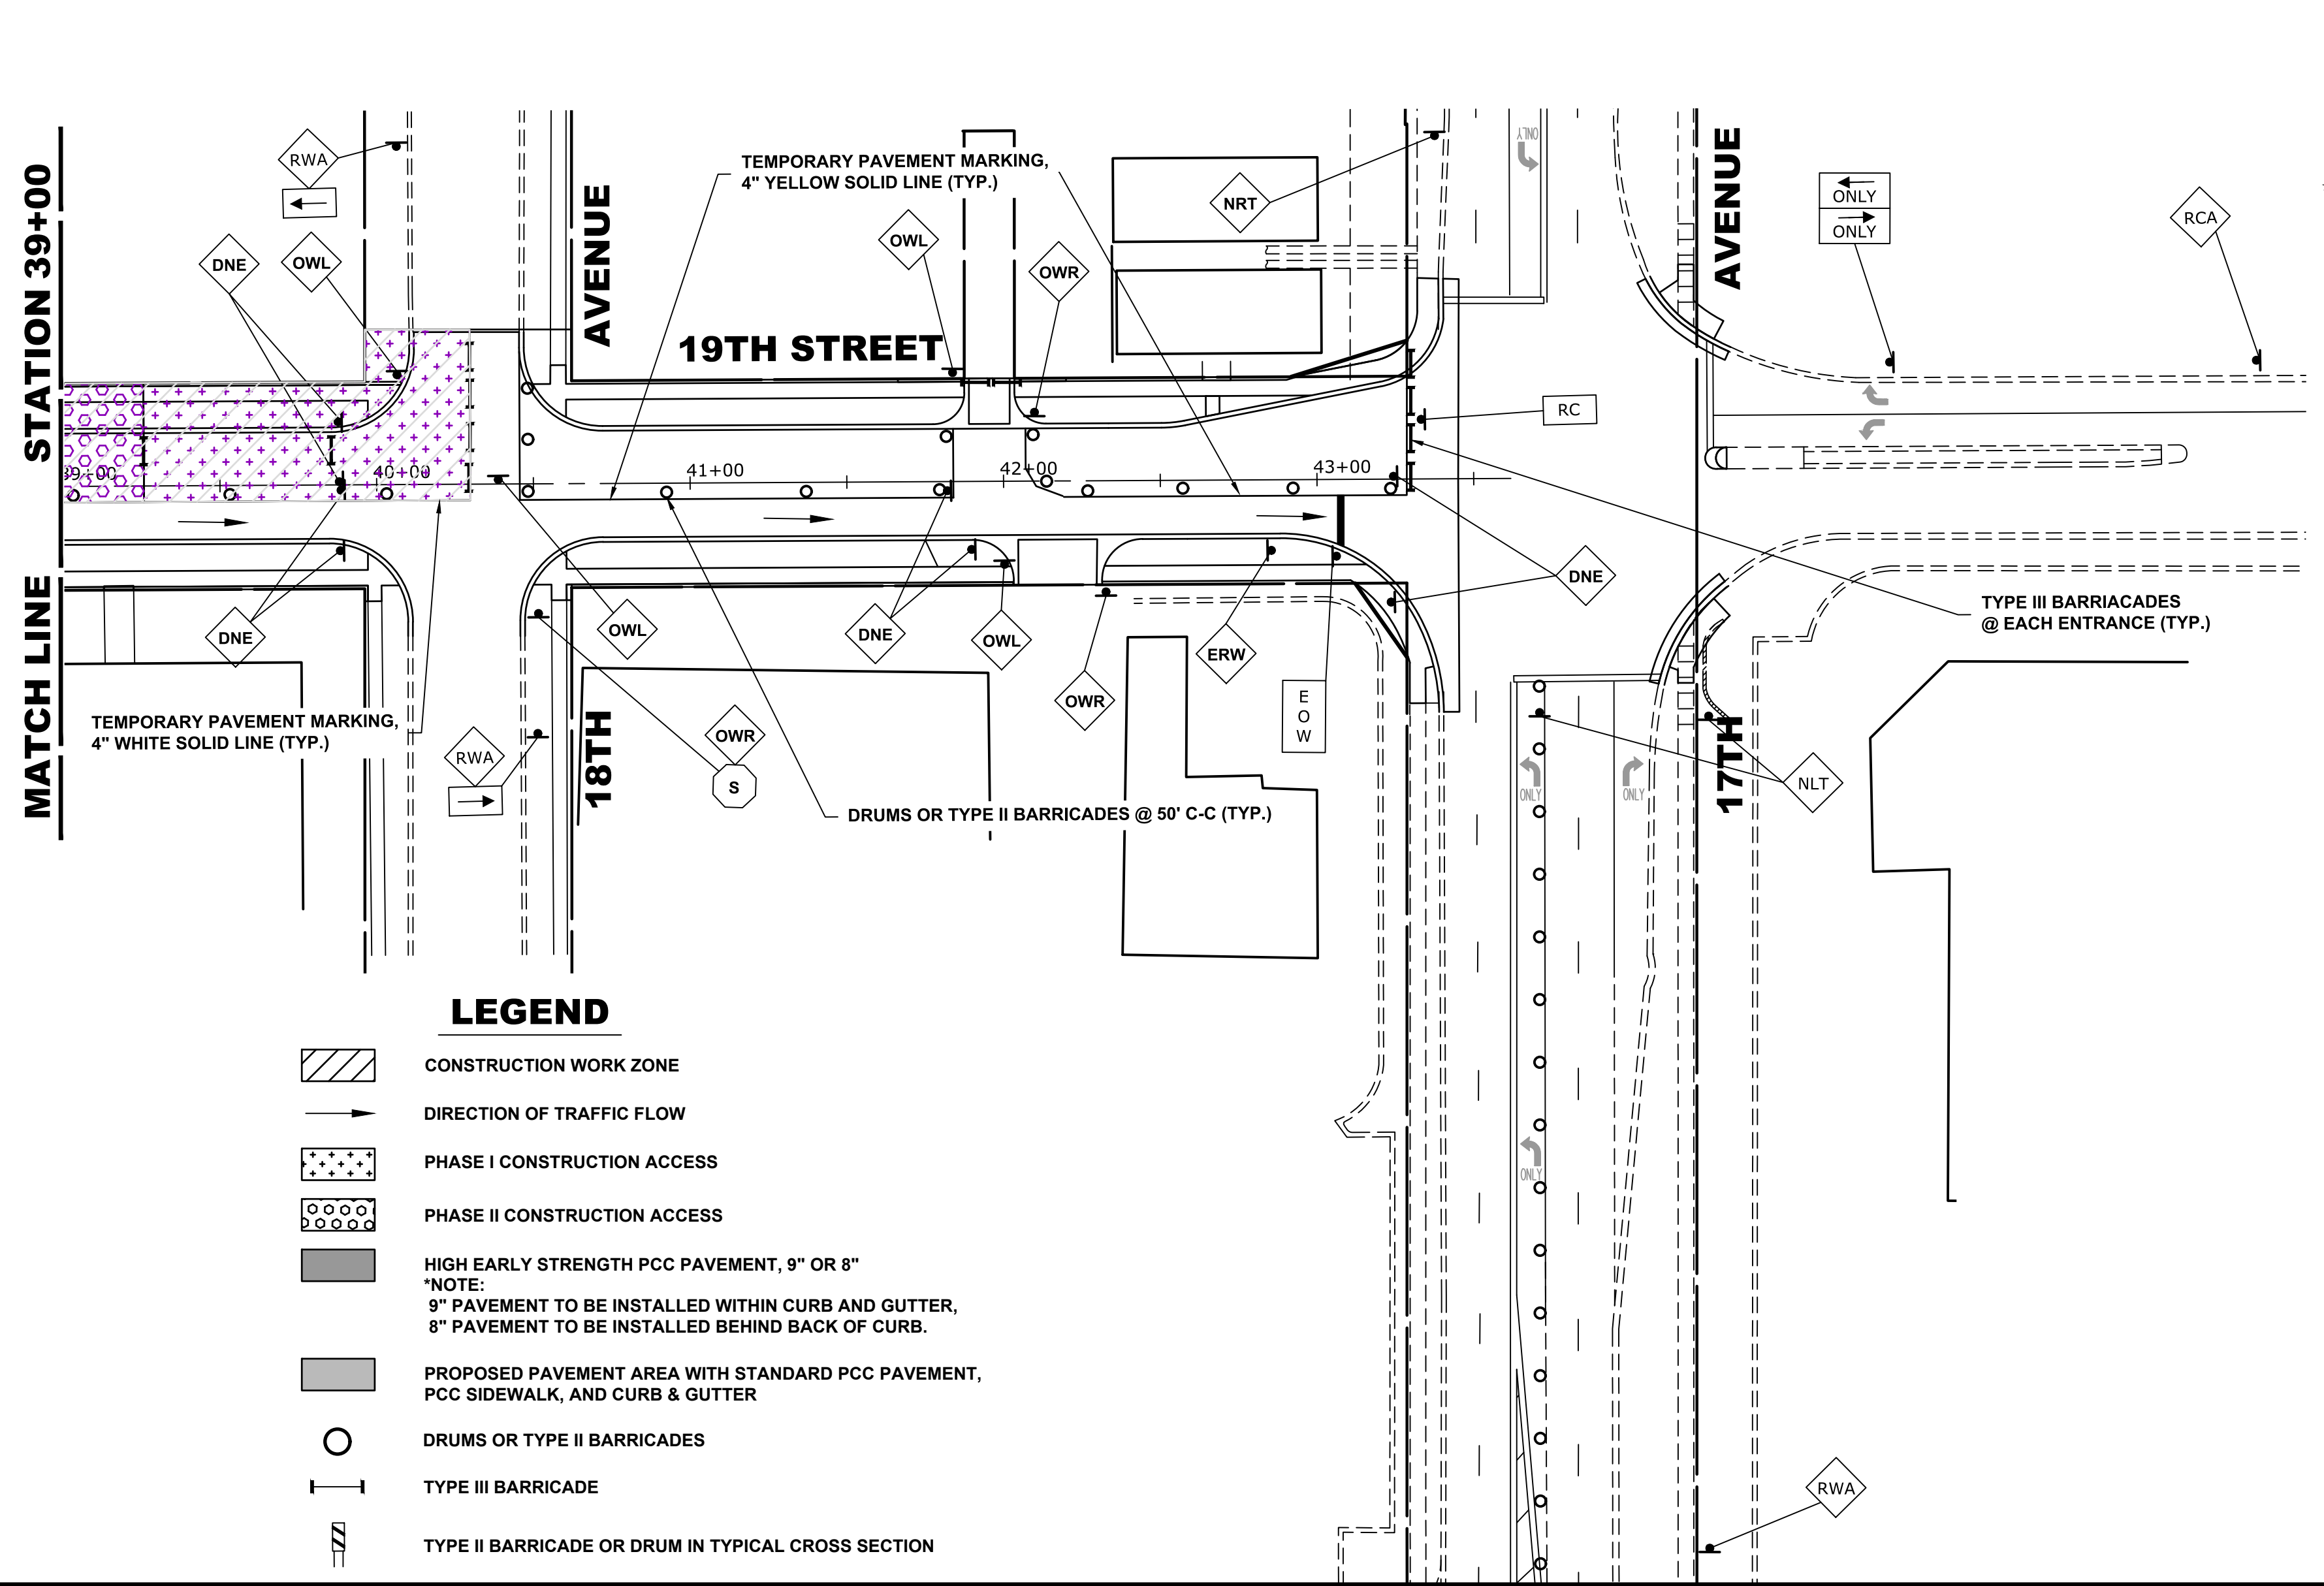 MATCH LINE STATION 39+00
RWA
DNE
OWL
39+00
40+00
DNE
TEMPORARY PAVEMENT MARKING,
4" WHITE SOLID LINE (TYP.)
RWA
18TH AVENUE
19TH STREET
TEMPORARY PAVEMENT MARKING,
4" YELLOW SOLID LINE (TYP.)
OWL
OWR
NRT
ONLY
41+00
42+00
43+00
OWL
OWR
S
DNE
OWL
OWR
ERW
E
O
W
DRUMS OR TYPE II BARRICADES @ 50' C-C (TYP.)
RC
DNE
17TH AVENUE
ONLY
ONLY
RCA
TYPE III BARRIACADES
@ EACH ENTRANCE (TYP.)
NLT
ONLY
ONLY
ONLY
RWA
LEGEND
CONSTRUCTION WORK ZONE
DIRECTION OF TRAFFIC FLOW
PHASE I CONSTRUCTION ACCESS
PHASE II CONSTRUCTION ACCESS
HIGH EARLY STRENGTH PCC PAVEMENT, 9" OR 8"
*NOTE:
9" PAVEMENT TO BE INSTALLED WITHIN CURB AND GUTTER,
8" PAVEMENT TO BE INSTALLED BEHIND BACK OF CURB.
PROPOSED PAVEMENT AREA WITH STANDARD PCC PAVEMENT,
PCC SIDEWALK, AND CURB & GUTTER
DRUMS OR TYPE II BARRICADES
TYPE III BARRICADE
TYPE II BARRICADE OR DRUM IN TYPICAL CROSS SECTION